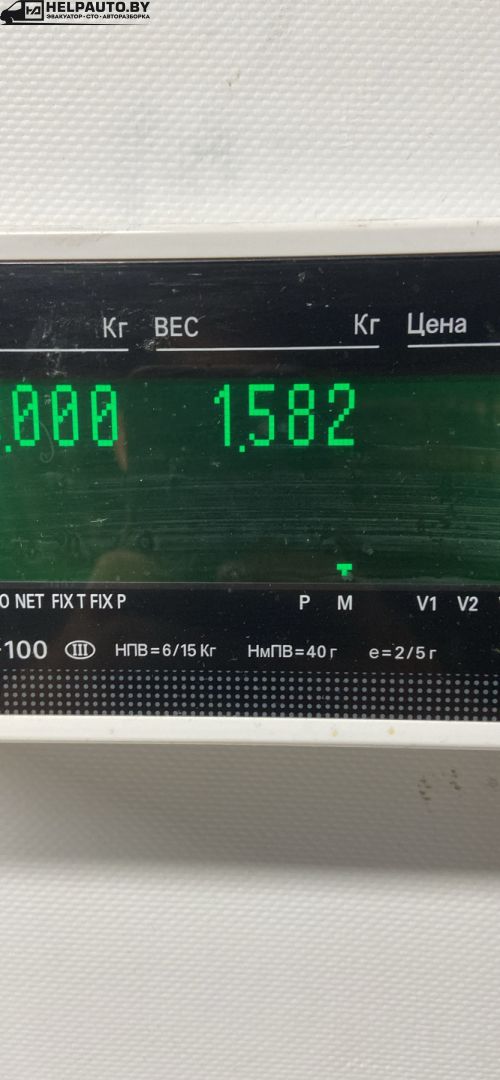 HELPAUTO.BY
ЭВАКУАТОР·СТО·АВТОРАЗБОРКА
Кг ВЕС Кг Цена
.000 1.582
O NET FIX T FIX P P M V1 V2
-100 III НПВ=6/15 Кг НмПВ=40 г e=2/5 г